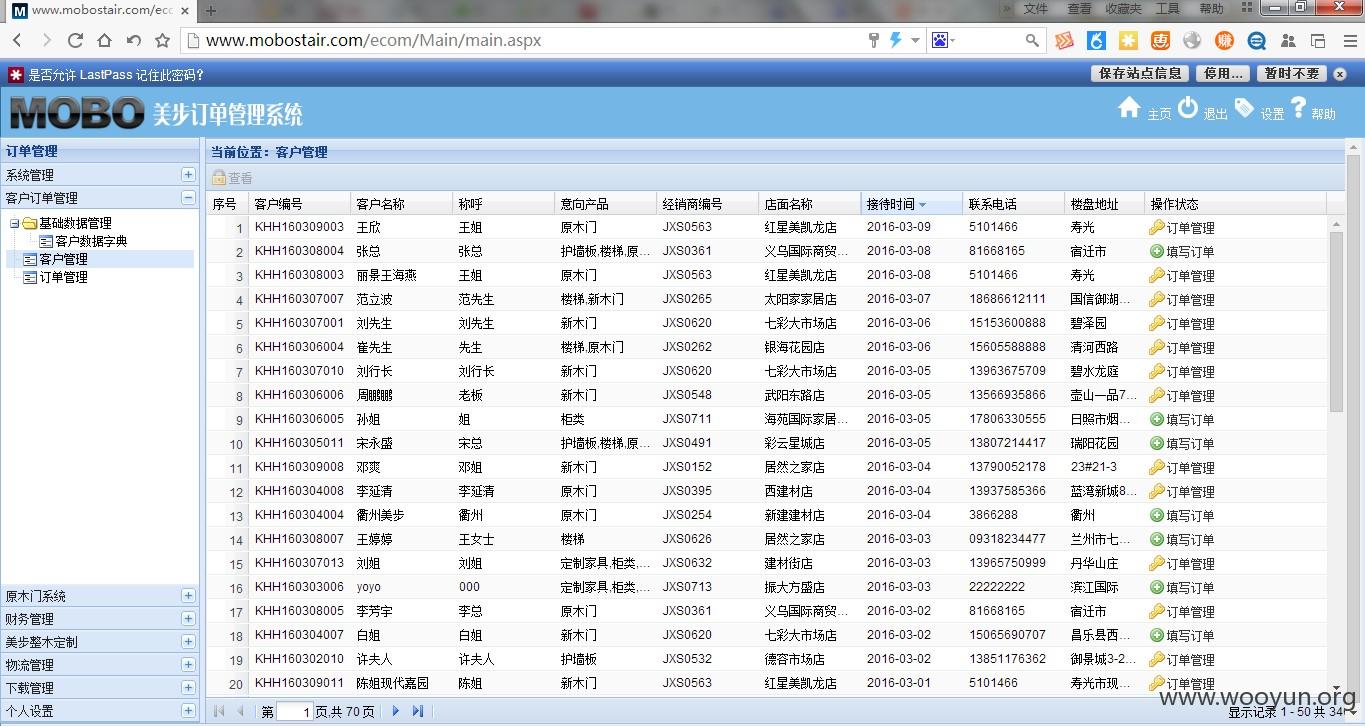 www.mobostair.com/ecc
文件 查看 收藏夹 工具 帮助
www.mobostair.com/ecom/Main/main.aspx
是否允许 LastPass 记住此密码？ 保存站点信息 停用... 暂时不要
MOBO 美步订单管理系统 主页 退出 设置 帮助
订单管理
系统管理
客户订单管理
基础数据管理
客户数据字典
客户管理
订单管理
原木门系统
财务管理
美步整木定制
物流管理
下载管理
个人设置
当前位置：客户管理
查看
序号 客户编号 客户名称 称呼 意向产品 经销商编号 店面名称 接待时间 联系电话 楼盘地址 操作状态
1 KHH160309003 王欣 王姐 原木门 JXS0563 红星美凯龙店 2016-03-09 5101466 寿光 订单管理
2 KHH160308004 张总 张总 护墙板,楼梯,原... JXS0361 义乌国际商贸... 2016-03-08 81668165 宿迁市 填写订单
3 KHH160308003 丽景王海燕 王姐 原木门 JXS0563 红星美凯龙店 2016-03-08 5101466 寿光 订单管理
4 KHH160307007 范立波 范先生 楼梯,新木门 JXS0265 太阳家家居店 2016-03-07 18686612111 国信御湖... 订单管理
5 KHH160307001 刘先生 刘先生 新木门 JXS0620 七彩大市场店 2016-03-06 15153600888 碧泽园 订单管理
6 KHH160306004 崔先生 先生 楼梯,原木门 JXS0262 银海花园店 2016-03-06 15605588888 清河西路 订单管理
7 KHH160307010 刘行长 刘行长 新木门 JXS0620 七彩大市场店 2016-03-05 13963675709 碧水龙庭 订单管理
8 KHH160306006 周鹏鹏 老板 新木门 JXS0548 武阳东路店 2016-03-05 13566935866 壶山一品7... 订单管理
9 KHH160306005 孙姐 姐 柜类 JXS0711 海苑国际家居... 2016-03-05 17806330555 日照市烟... 填写订单
10 KHH160305011 宋永盛 宋总 护墙板,楼梯,原... JXS0491 彩云星城店 2016-03-05 13807214417 瑞阳花园 填写订单
11 KHH160309008 邓爽 邓姐 新木门 JXS0152 居然之家店 2016-03-04 13790052178 23#21-3 订单管理
12 KHH160304008 李延清 李延清 原木门 JXS0395 西建材店 2016-03-04 13937585366 蓝湾新城8... 订单管理
13 KHH160304004 衢州美步 衢州 原木门 JXS0254 新建建材店 2016-03-04 3866288 衢州 填写订单
14 KHH160308007 王婷婷 王女士 楼梯 JXS0626 居然之家店 2016-03-03 09318234477 兰州市七... 填写订单
15 KHH160307013 刘姐 刘姐 定制家具,柜类,... JXS0632 建材街店 2016-03-03 13965750999 丹华山庄 订单管理
16 KHH160303006 yoyo 000 定制家具,柜类,... JXS0713 振大方盛店 2016-03-03 22222222 滨江国际 填写订单
17 KHH160308005 李芳宇 李总 原木门 JXS0361 义乌国际商贸... 2016-03-02 81668165 宿迁市 订单管理
18 KHH160304007 白姐 白姐 新木门 JXS0620 七彩大市场店 2016-03-02 15065690707 昌乐县西... 填写订单
19 KHH160302010 许夫人 许夫人 护墙板 JXS0532 德容市场店 2016-03-02 13851176362 御景城3-2... 订单管理
20 KHH160309011 陈姐现代嘉园 陈姐 新木门 JXS0563 红星美凯龙店 2016-03-01 5101466 寿光市现... 订单管理
第 1 页,共 70 页 显示记录 1 - 50 共 34
www.wooyun.org